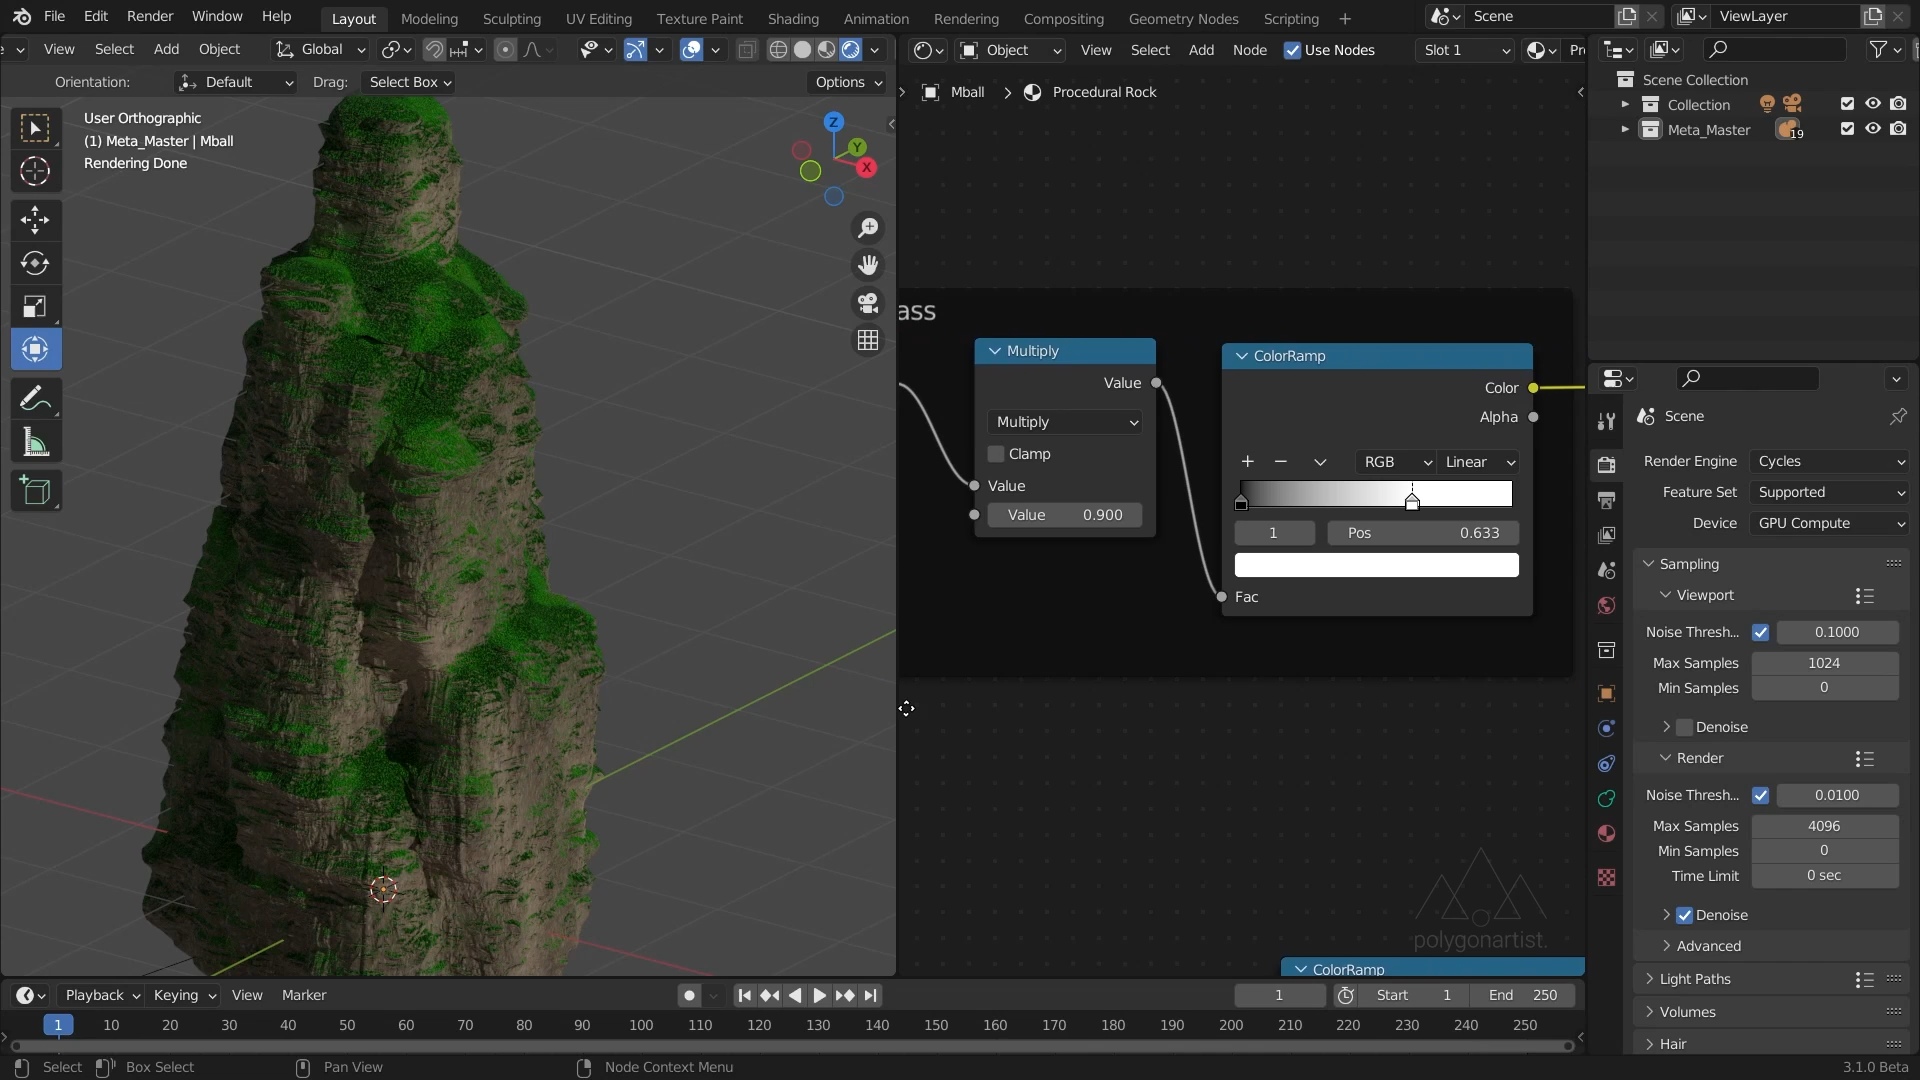 File Edit Render Window Help Layout Modeling Sculpting UV Editing Texture Paint Shading Animation Rendering Compositing Geometry Nodes Scripting + Scene ViewLayer
View Select Add Object Global
Object View Select Add Node Use Nodes Slot 1 Pr
Orientation: Default Drag: Select Box Options
Mball > Procedural Rock
User Orthographic
(1) Meta_Master | Mball
Rendering Done
Z
Y
X
Scene Collection
Collection
Meta_Master 19
ass
Multiply
Value
Multiply
Clamp
Value
Value 0.900
ColorRamp
Color
Alpha
RGB Linear
1 Pos 0.633
Fac
ColorRamp
polygonartist.
Scene
Render Engine Cycles
Feature Set Supported
Device GPU Compute
Sampling
Viewport
Noise Thresh... 0.1000
Max Samples 1024
Min Samples 0
Denoise
Render
Noise Thresh... 0.0100
Max Samples 4096
Min Samples 0
Time Limit 0 sec
Denoise
Advanced
Light Paths
Volumes
Hair
Playback Keying View Marker 1 Start 1 End 250
1 10 20 30 40 50 60 70 80 90 100 110 120 130 140 150 160 170 180 190 200 210 220 230 240 250
Select Box Select Pan View Node Context Menu 3.1.0 Beta